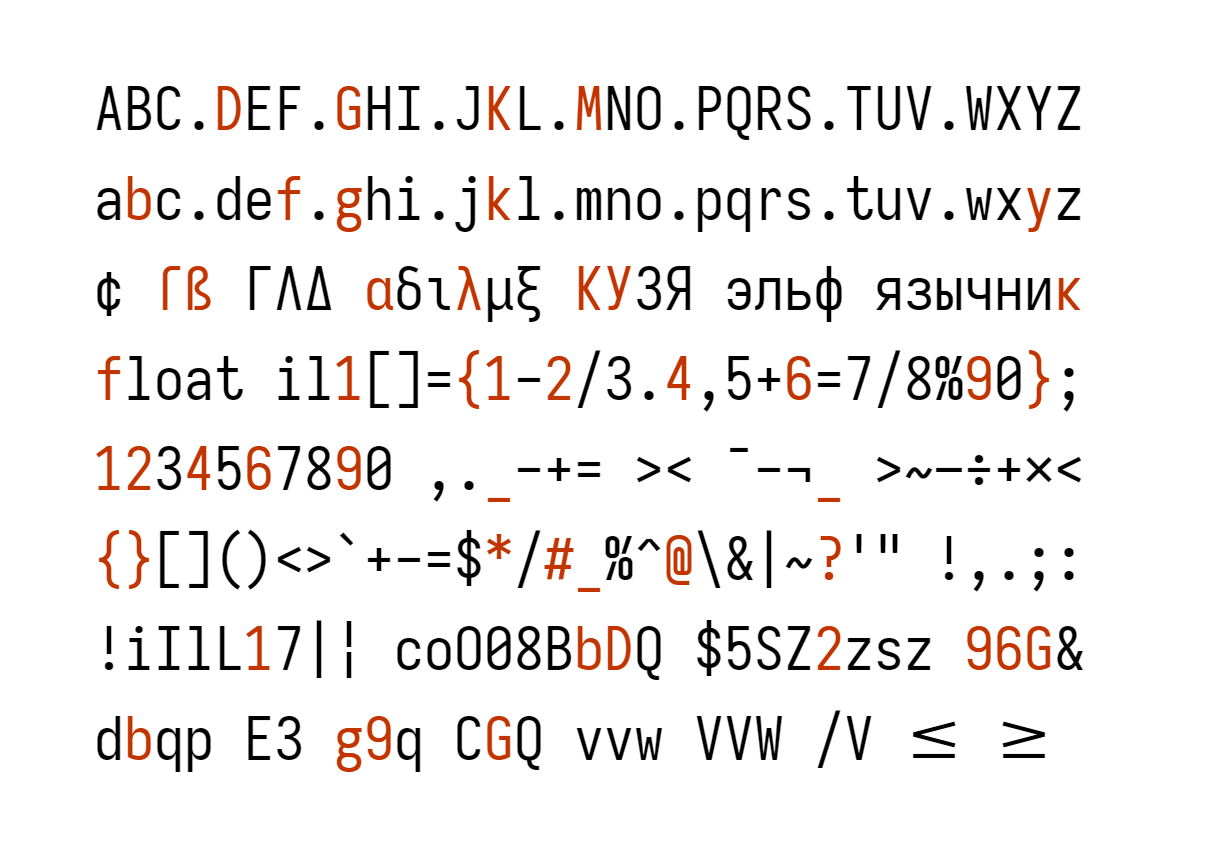 ABC.DEF.GHI.JKL.MNO.PQRS.TUV.WXYZ
abc.def.ghi.jkl.mno.pqrs.tuv.wxyz
¢ ẞß ΓΛΔ αδιλμξ КУЗЯ эльф язычник
float il1[]={1-2/3.4,5+6=7/8%90};
1234567890 ,._-+= >< ¯-¬_ >~–÷+×<
{}[]()<>`+-=$*/#_%^@\&|~?'" !,.;:
!iIlL17|¦ coO08BbDQ $5SZ2zsz 96G&
dbqp E3 g9q CGQ vvw VVW /V ≤ ≥